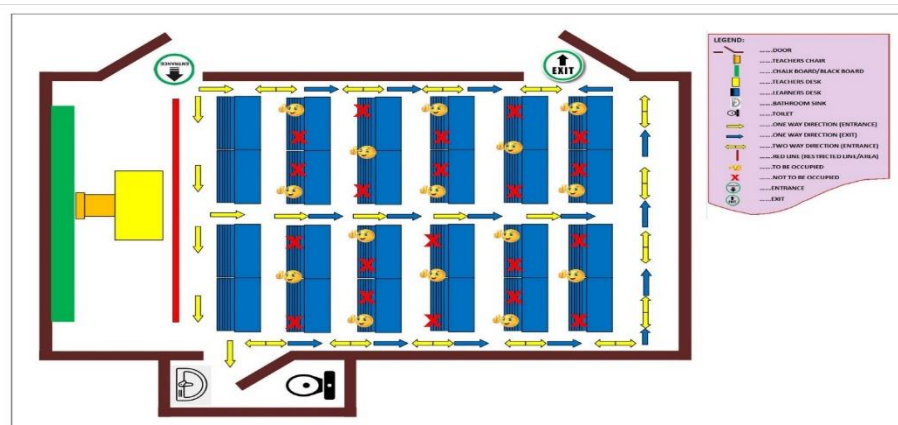 ENTRANCE
EXIT
LEGEND:
.......DOOR
.......TEACHERS CHAIR
.......CHALK BOARD/BLACK BOARD
.......TEACHERS DESK
.......LEARNERS DESK
.......BATHROOM SINK
.......TOILET
.......ONE WAY DIRECTION (ENTRANCE)
.......ONE WAY DIRECTION (EXIT)
.......TWO WAY DIRECTION (ENTRANCE)
.......RED LINE (RESTRICTED LINE/AREA)
.......TO BE OCCUPIED
.......NOT TO BE OCCUPIED
.......ENTRANCE
.......EXIT